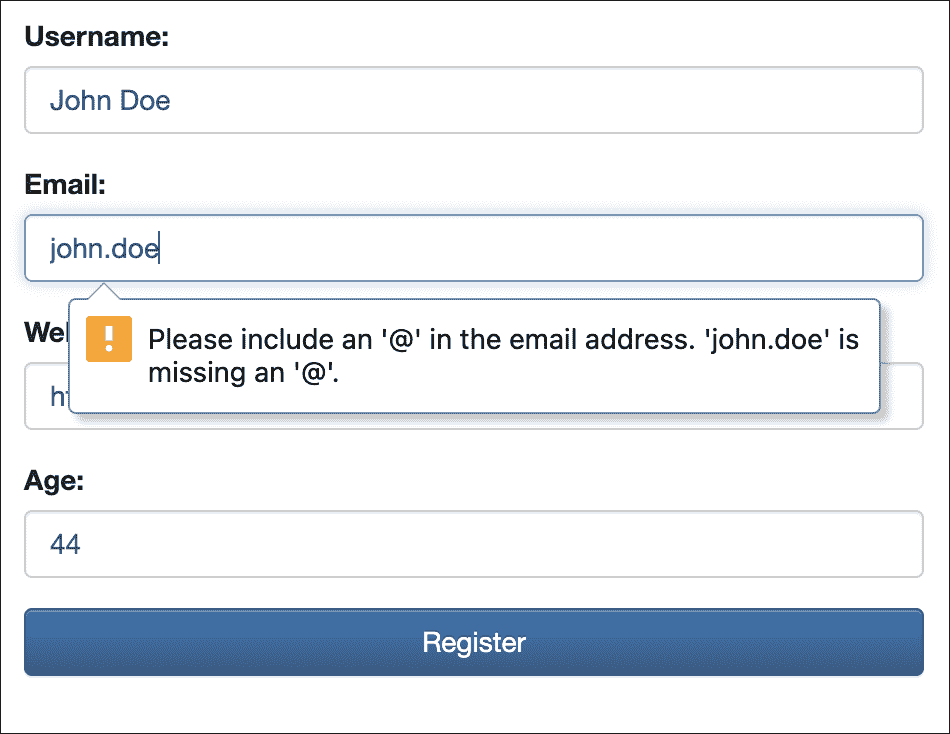 Username:
John Doe
Email:
john.doe
Please include an '@' in the email address. 'john.doe' is
missing an '@'.
Age:
44
Register